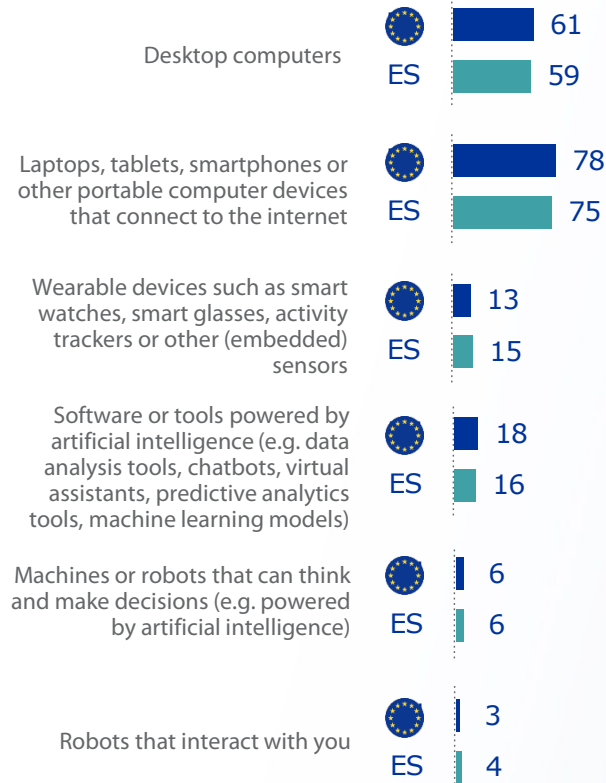 61
Desktop computers
ES 59
78
Laptops, tablets, smartphones or
other portable computer devices
that connect to the internet
ES 75
Wearable devices such as smart
watches, smart glasses, activity
trackers or other (embedded)
sensors
13
ES 15
Software or tools powered by
artificial intelligence (e.g. data
analysis tools, chatbots, virtual
assistants, predictive analytics
tools, machine learning models)
18
ES 16
Machines or robots that can think
and make decisions (e.g. powered
by artificial intelligence)
6
ES 6
Robots that interact with you
3
ES 4